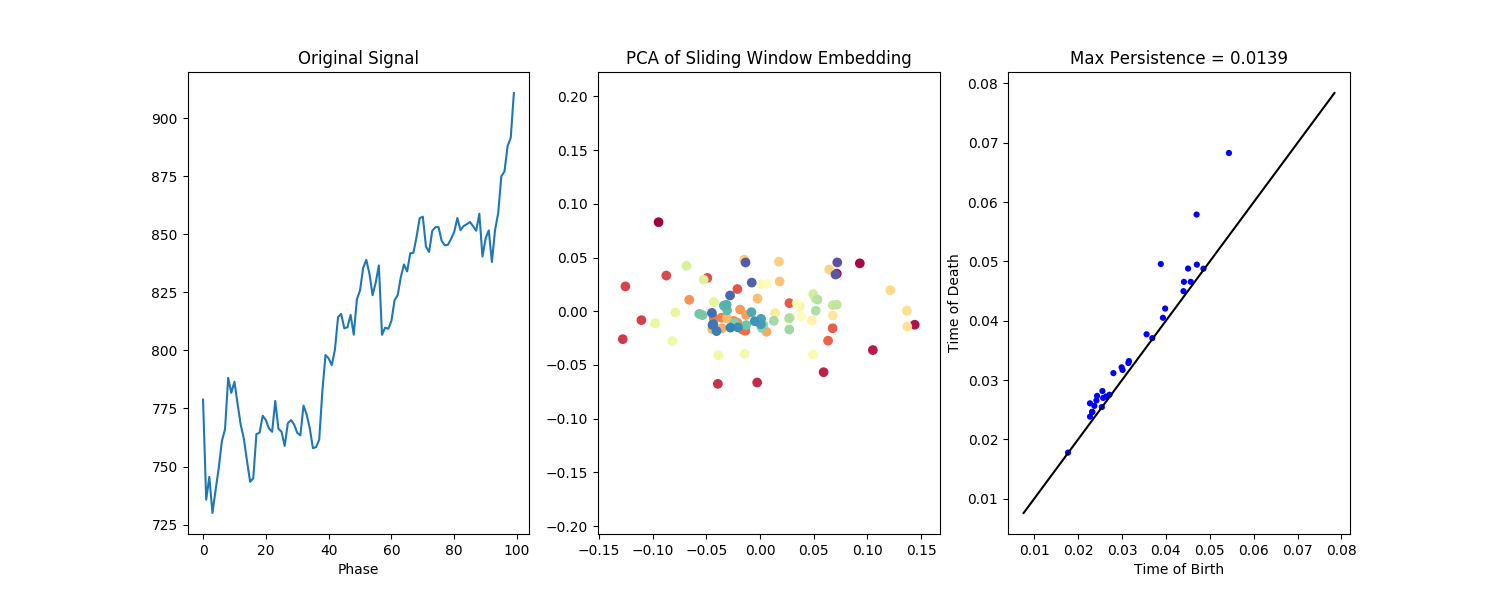 Original Signal
900
875
850
825
800
775
750
725
0 20 40 60 80 100
Phase
PCA of Sliding Window Embedding
0.20
0.15
0.10
0.05
0.00
−0.05
−0.10
−0.15
−0.20
−0.15 −0.10 −0.05 0.00 0.05 0.10 0.15
Max Persistence = 0.0139
Time of Death
0.08
0.07
0.06
0.05
0.04
0.03
0.02
0.01
0.01 0.02 0.03 0.04 0.05 0.06 0.07 0.08
Time of Birth